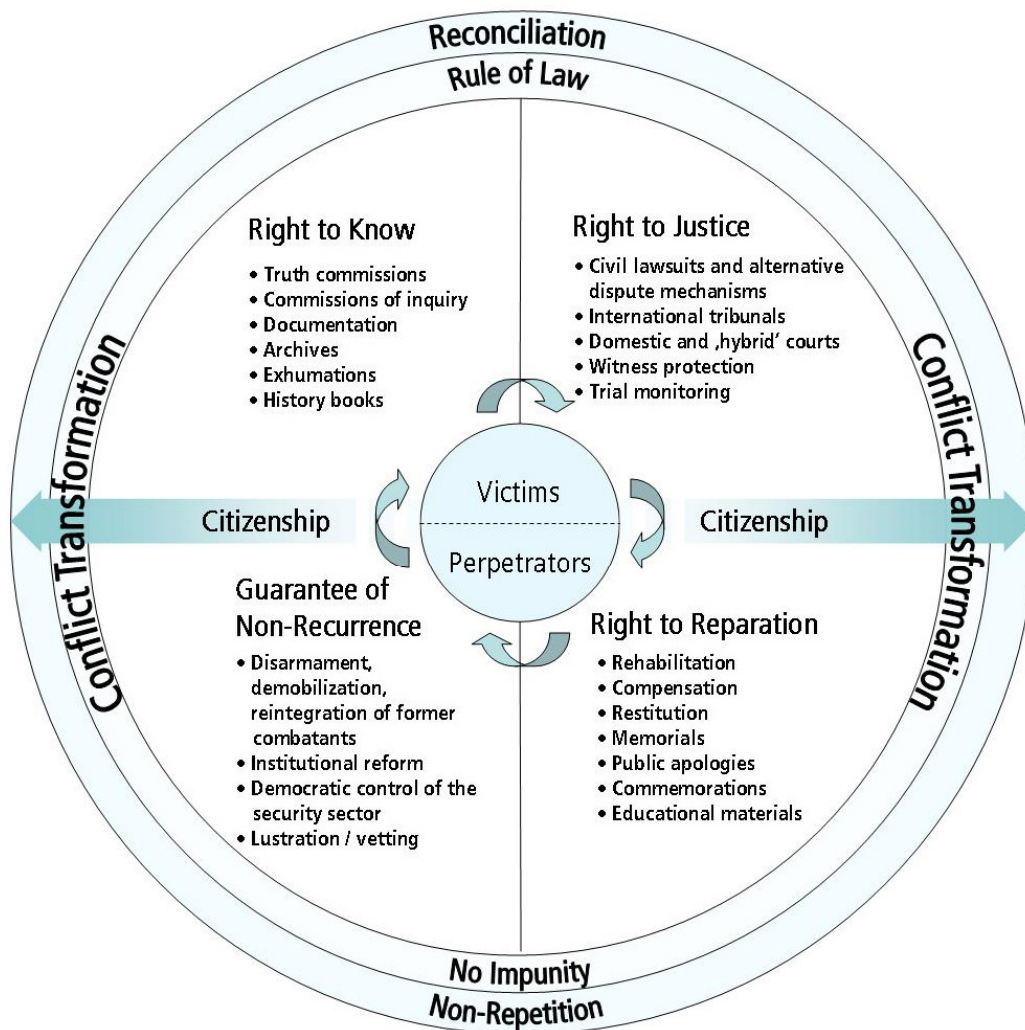 Reconciliation
Rule of Law
Conflict Transformation
Conflict Transformation
Right to Know
• Truth commissions
• Commissions of inquiry
• Documentation
• Archives
• Exhumations
• History books
Right to Justice
• Civil lawsuits and alternative
dispute mechanisms
• International tribunals
• Domestic and ‚hybrid‘ courts
• Witness protection
• Trial monitoring
Victims
Perpetrators
Citizenship
Citizenship
Guarantee of
Non-Recurrence
• Disarmament,
demobilization,
reintegration of former
combatants
• Institutional reform
• Democratic control of the
security sector
• Lustration / vetting
Right to Reparation
• Rehabilitation
• Compensation
• Restitution
• Memorials
• Public apologies
• Commemorations
• Educational materials
No Impunity
Non-Repetition